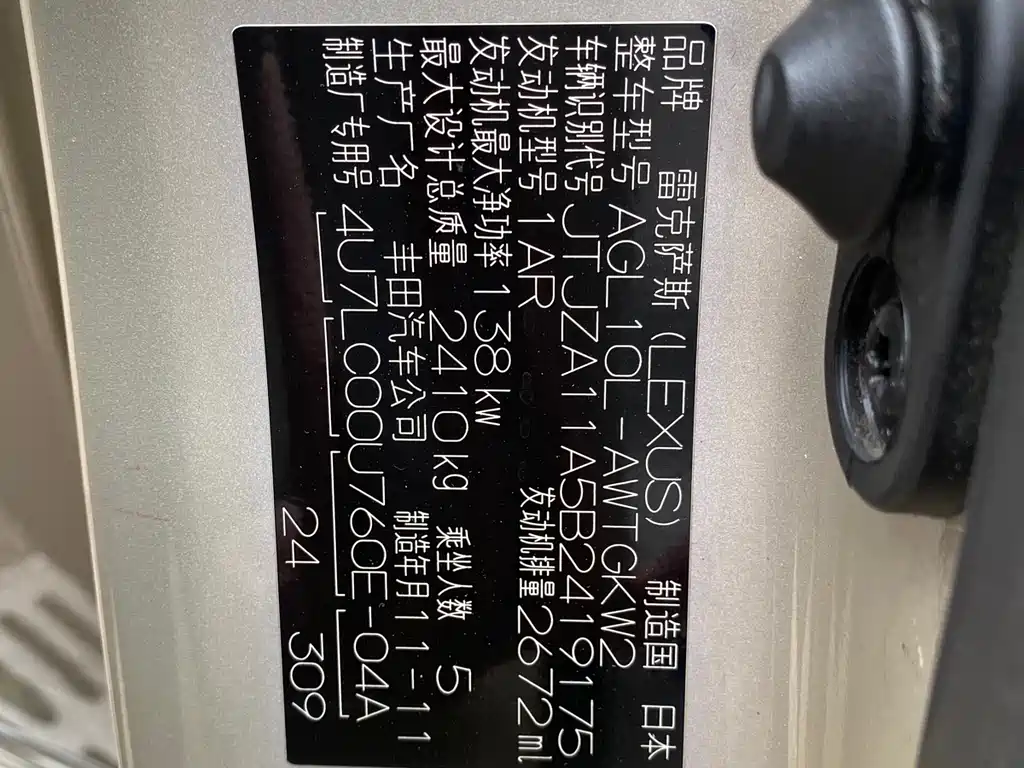 品牌 雷克萨斯(LEXUS) 制造国 日本
整车型号 AGL10L-AWTGKW2
车辆识别代号 JTJZA11A5B2419175
发动机型号 1AR 发动机排量 2672ml
发动机最大净功率 138kw
最大设计总质量 2410kg 乘坐人数 5
生产厂名 丰田汽车公司 制造年月 11-11
制造厂专用号 4U7LC00U760E-04A
24 309